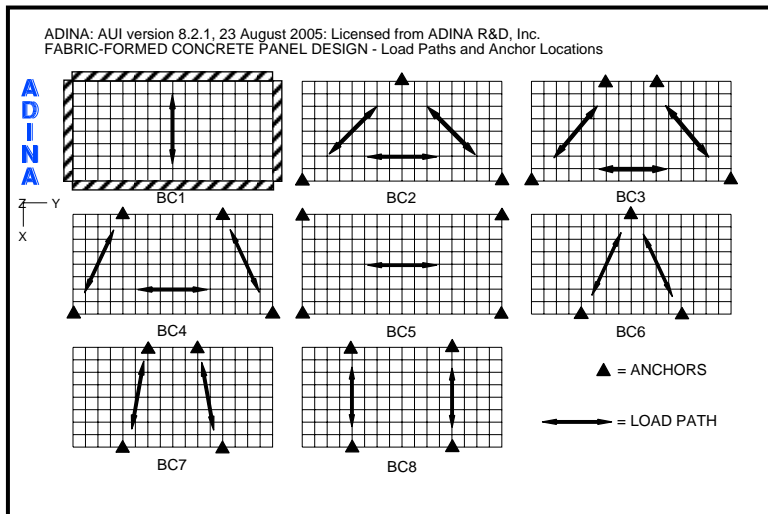 ADINA: AUI version 8.2.1, 23 August 2005: Licensed from ADINA R&D, Inc.
FABRIC-FORMED CONCRETE PANEL DESIGN - Load Paths and Anchor Locations
ADINA
BC1
BC2
BC3
Z Y
X
BC4
BC5
BC6
= ANCHORS
= LOAD PATH
BC7
BC8